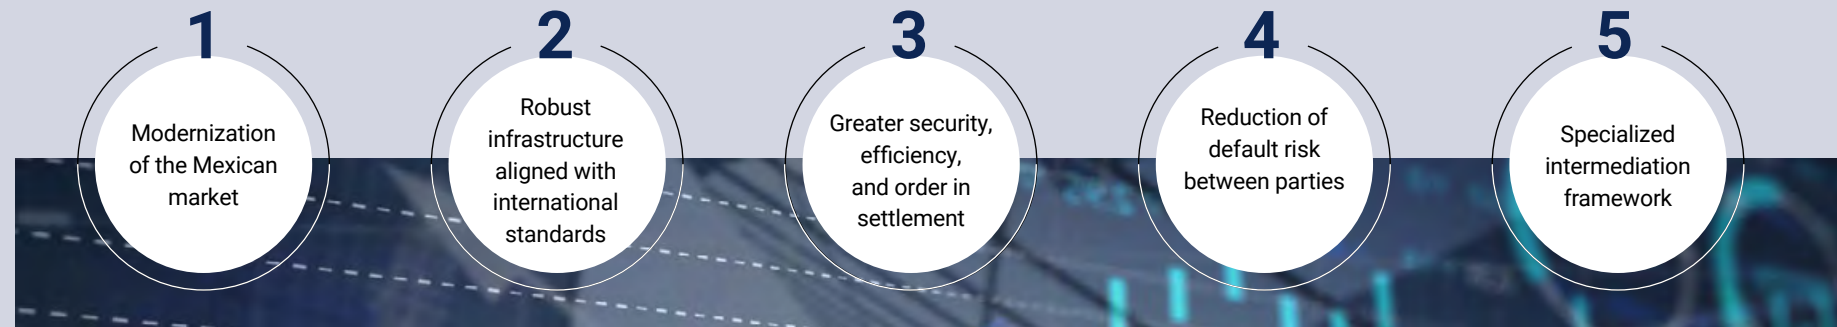 1
Modernization
of the Mexican
market
2
Robust
infrastructure
aligned with
international
standards
3
Greater security,
efficiency,
and order in
settlement
4
Reduction of
default risk
between parties
5
Specialized
intermediation
framework